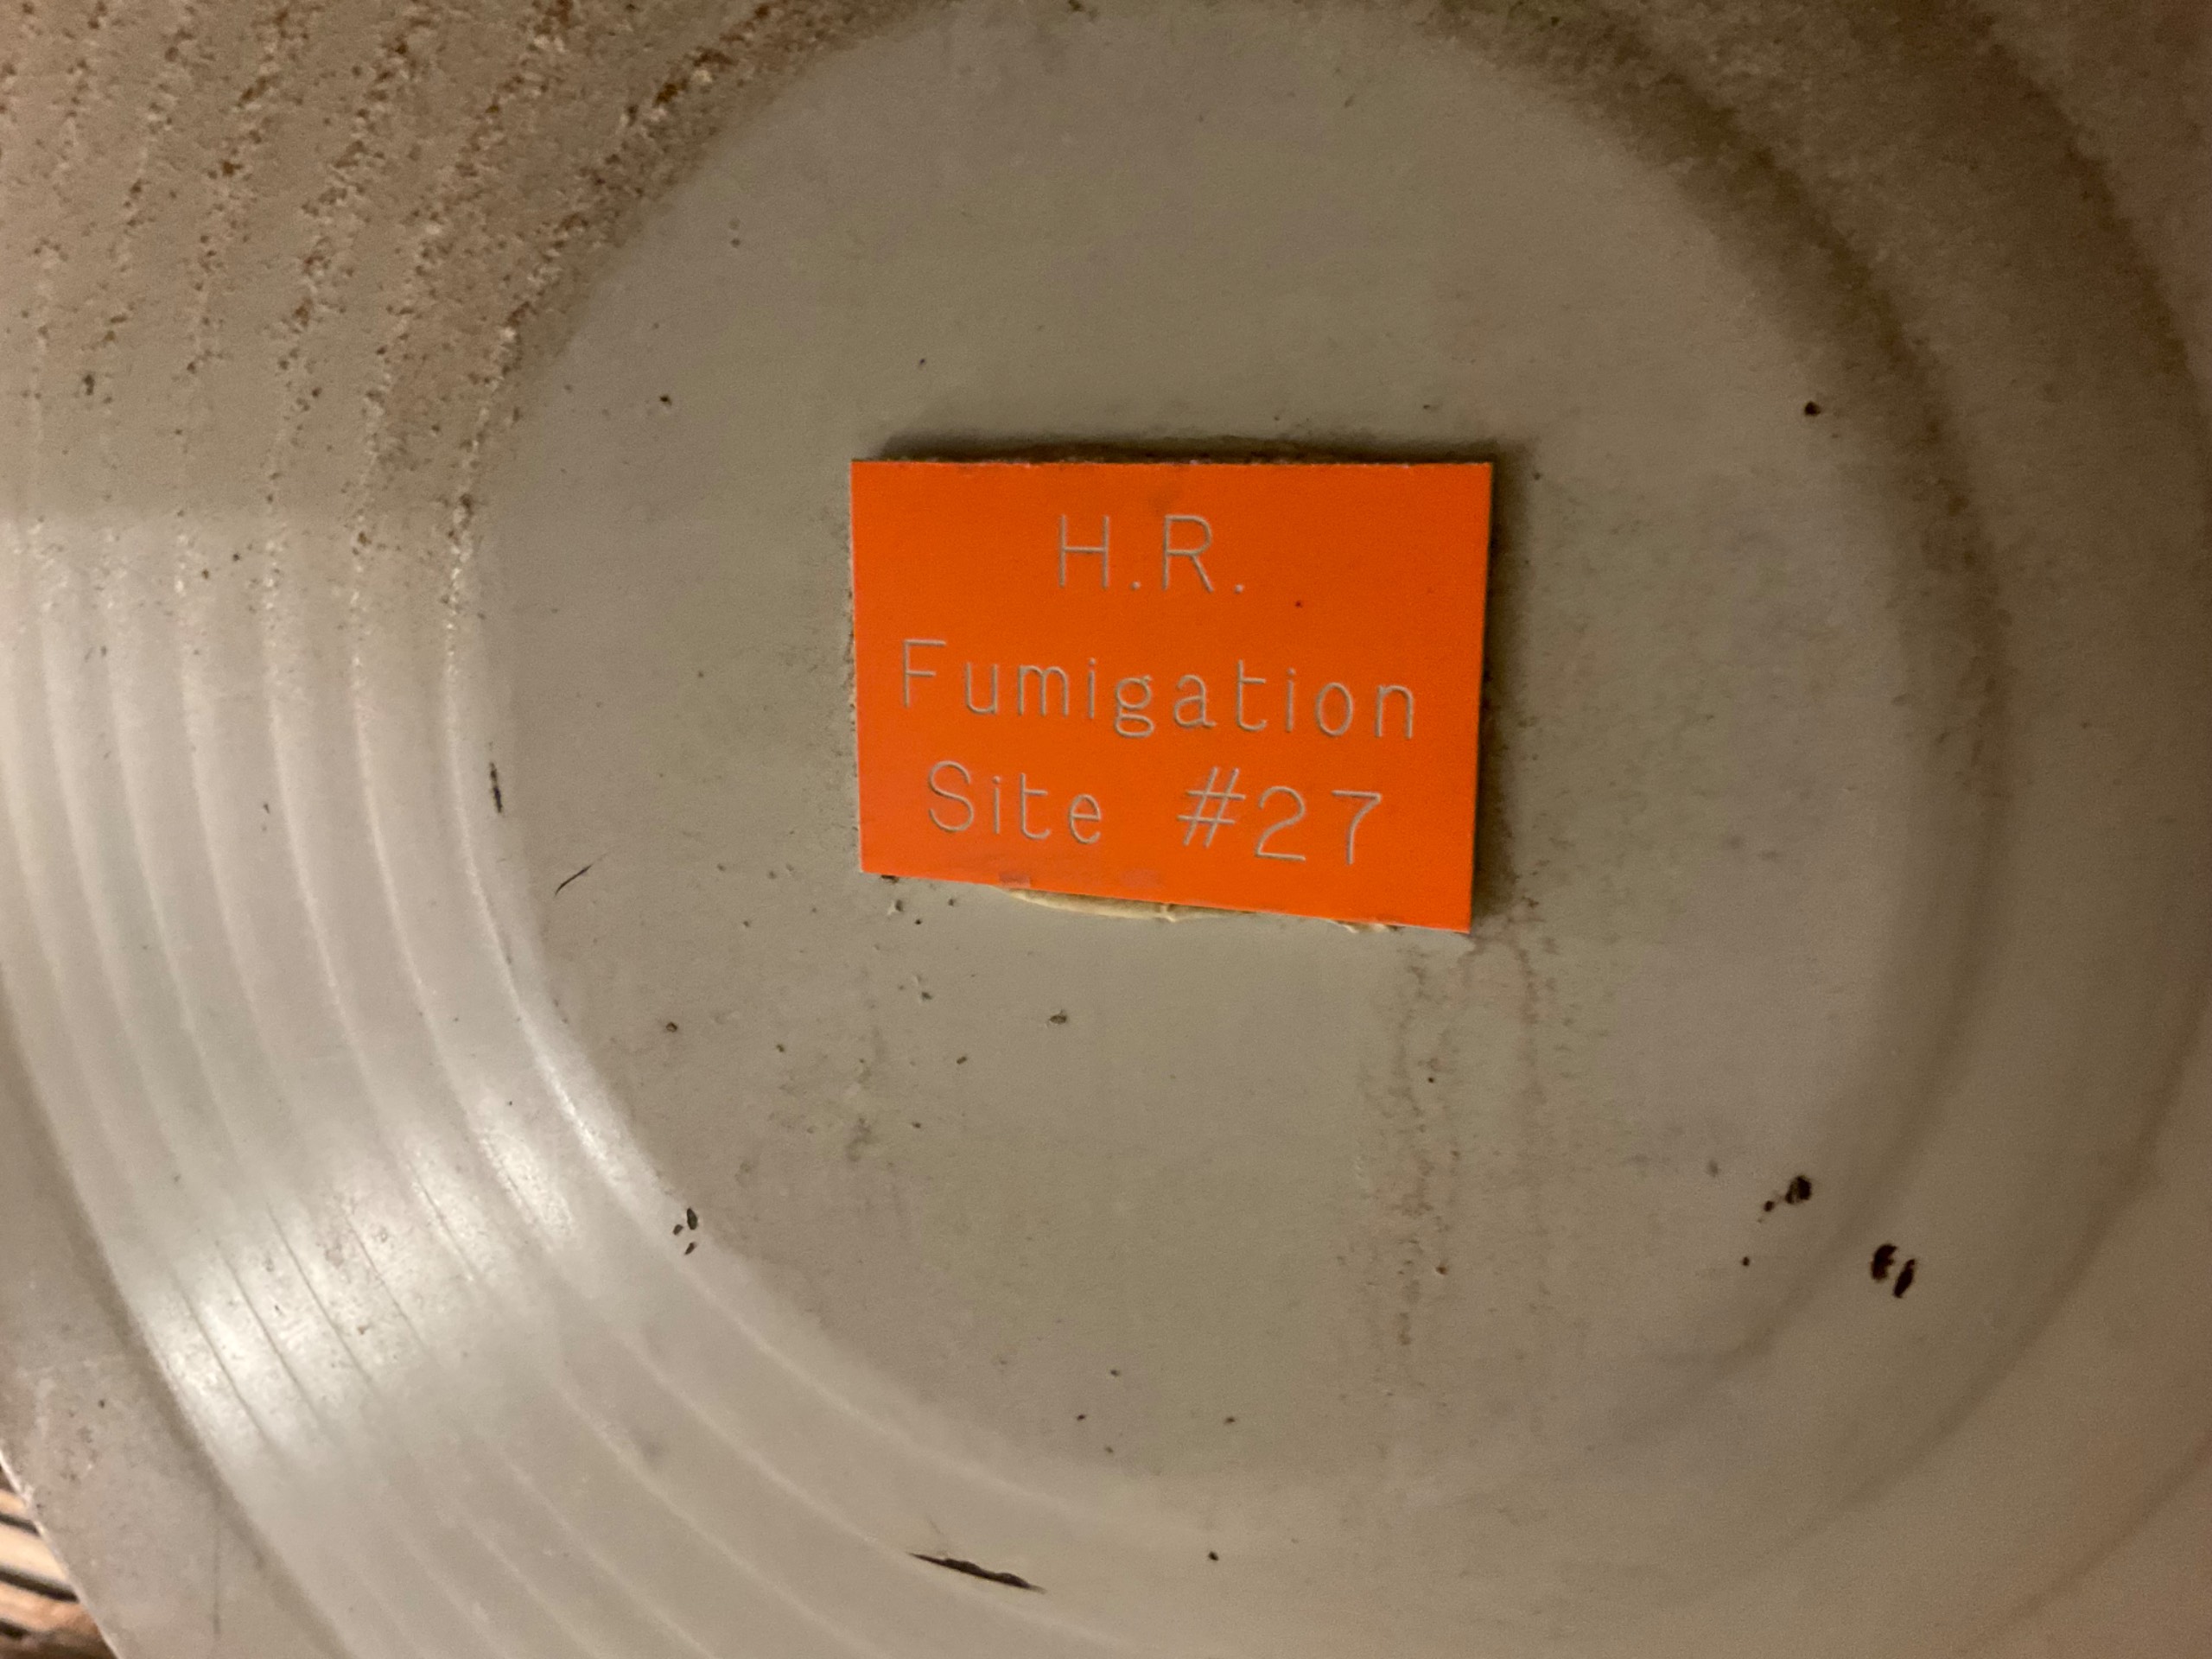 H.R.
Fumigation
Site #27